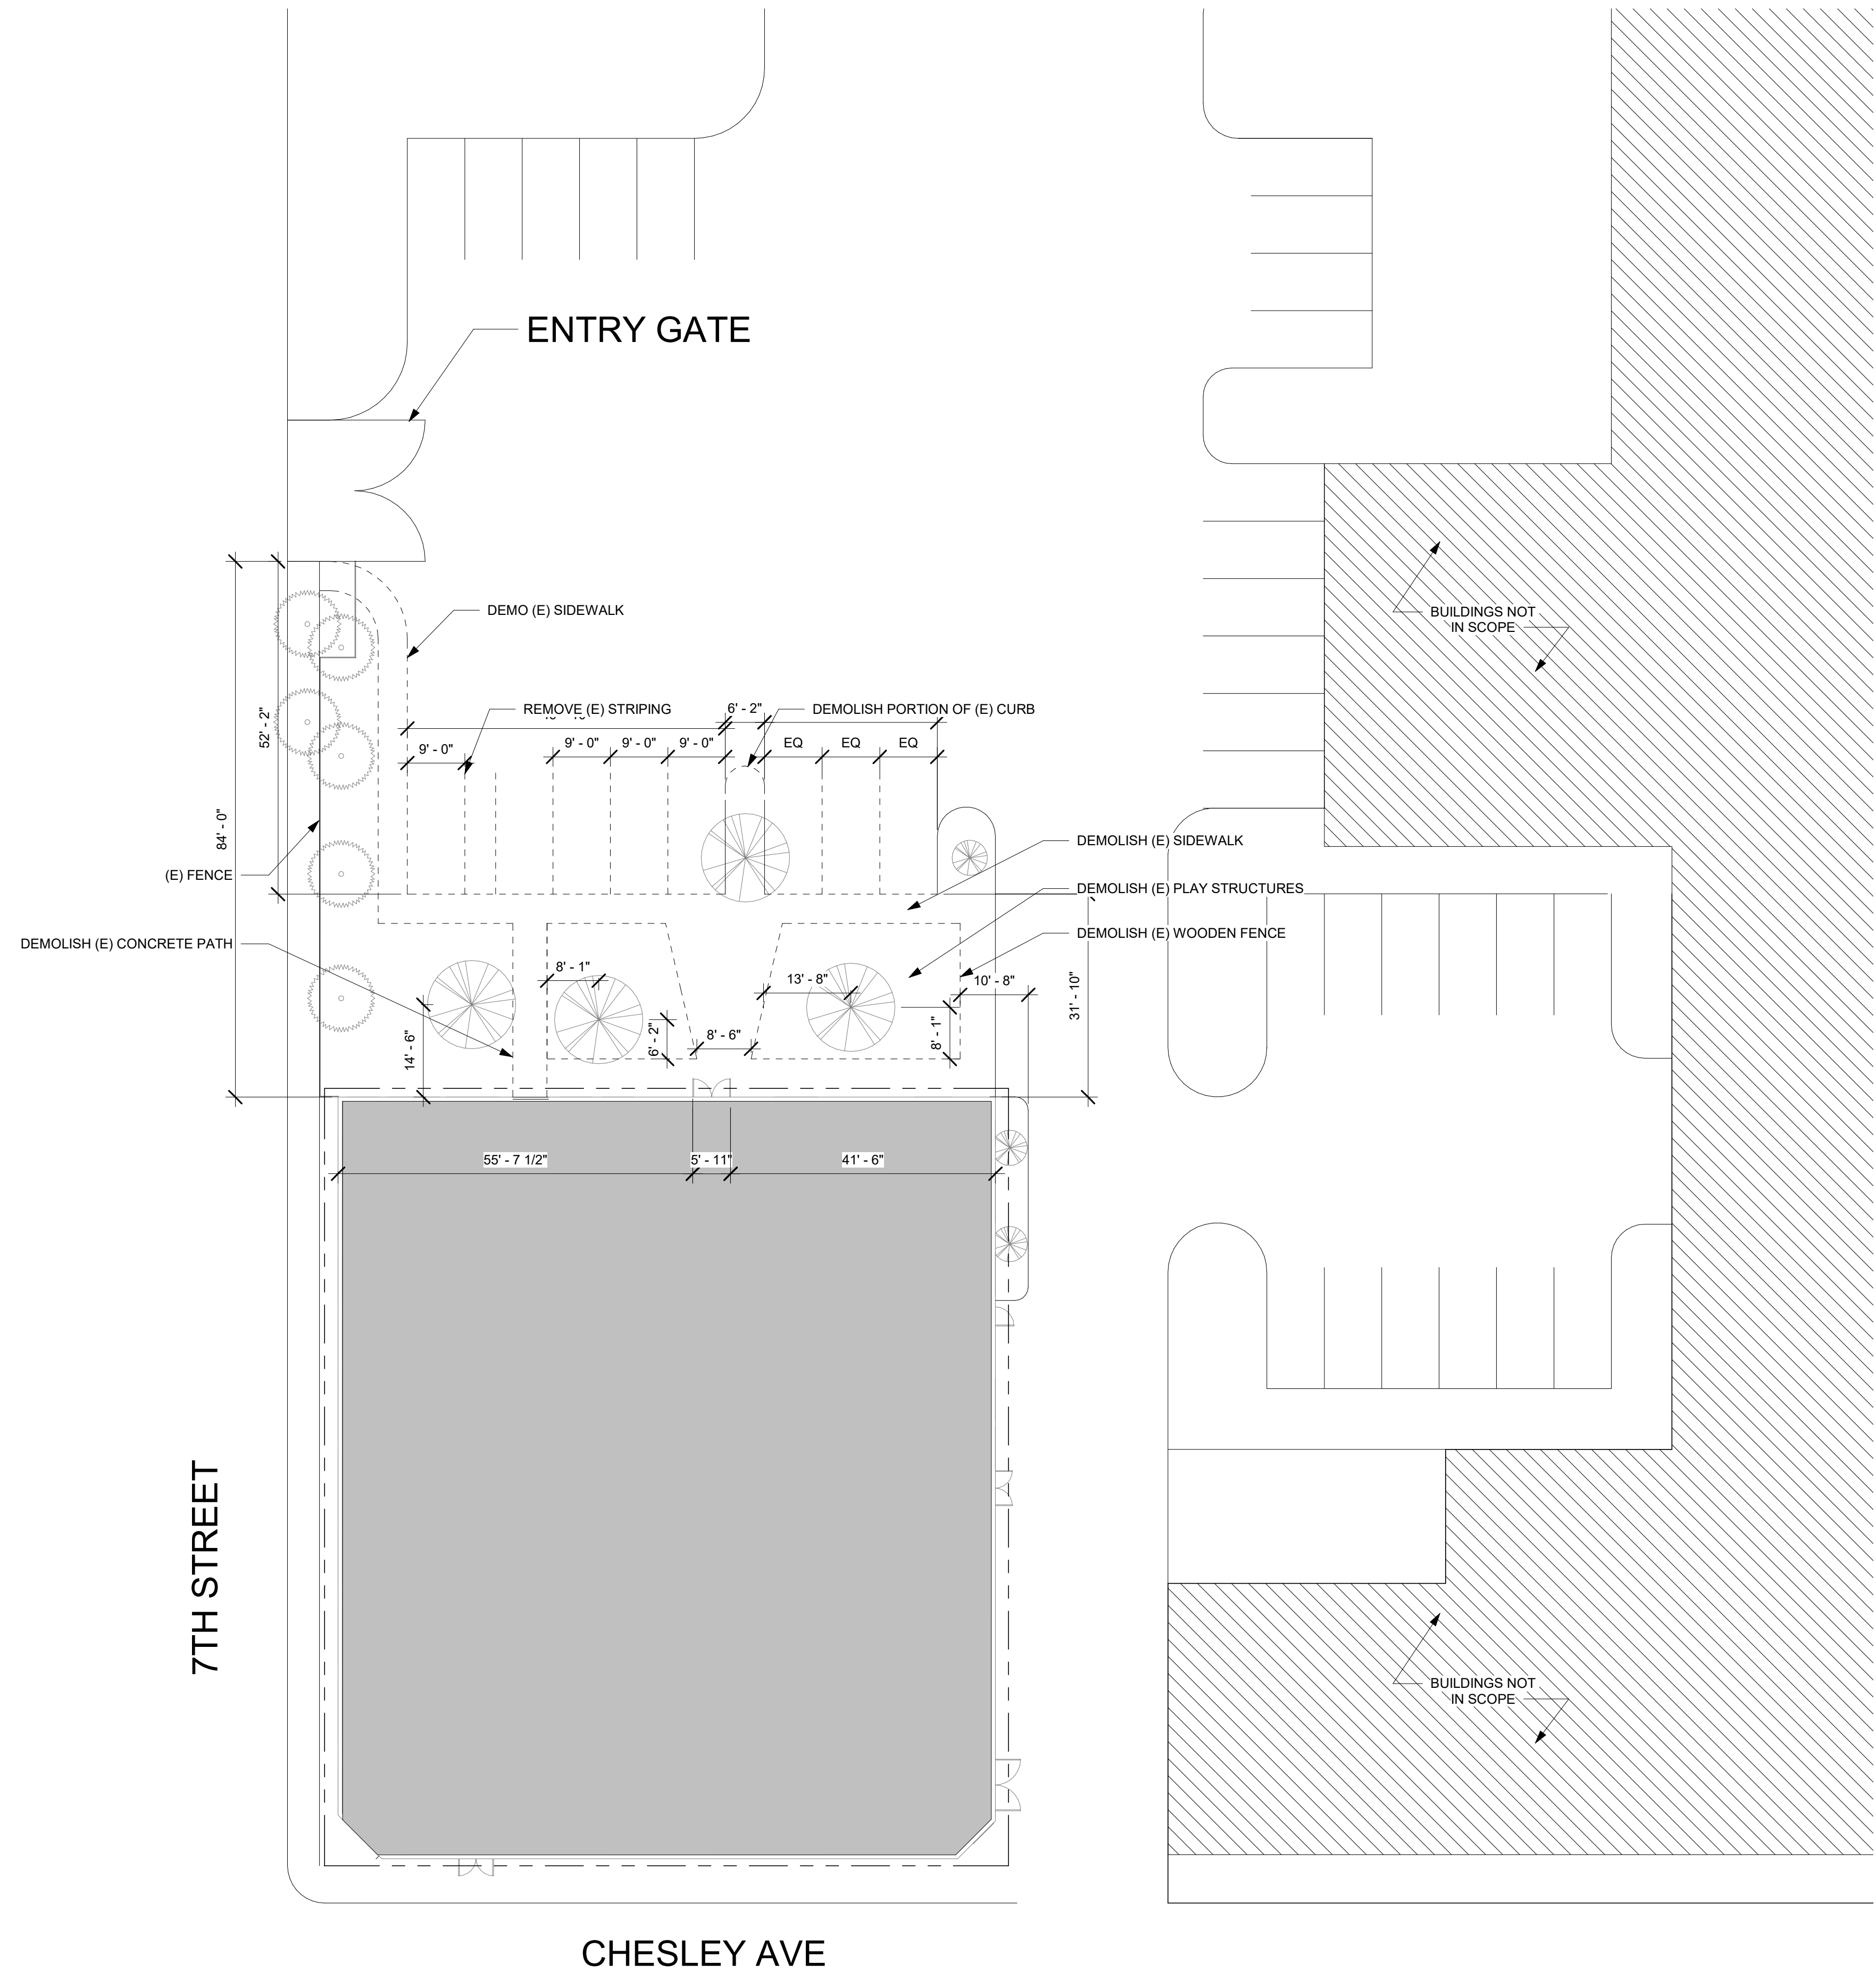 ENTRY GATE
DEMO (E) SIDEWALK
BUILDINGS NOT
IN SCOPE
REMOVE (E) STRIPING
6' - 2"
DEMOLISH PORTION OF (E) CURB
52' - 2"
9' - 0"
9' - 0"
9' - 0"
9' - 0"
EQ
EQ
EQ
84' - 0"
DEMOLISH (E) SIDEWALK
(E) FENCE
DEMOLISH (E) PLAY STRUCTURES
DEMOLISH (E) WOODEN FENCE
DEMOLISH (E) CONCRETE PATH
8' - 1"
13' - 8"
10' - 8"
31' - 10"
14' - 6"
6' - 2"
8' - 6"
8' - 1"
55' - 7 1/2"
5' - 11"
41' - 6"
7TH STREET
BUILDINGS NOT
IN SCOPE
CHESLEY AVE